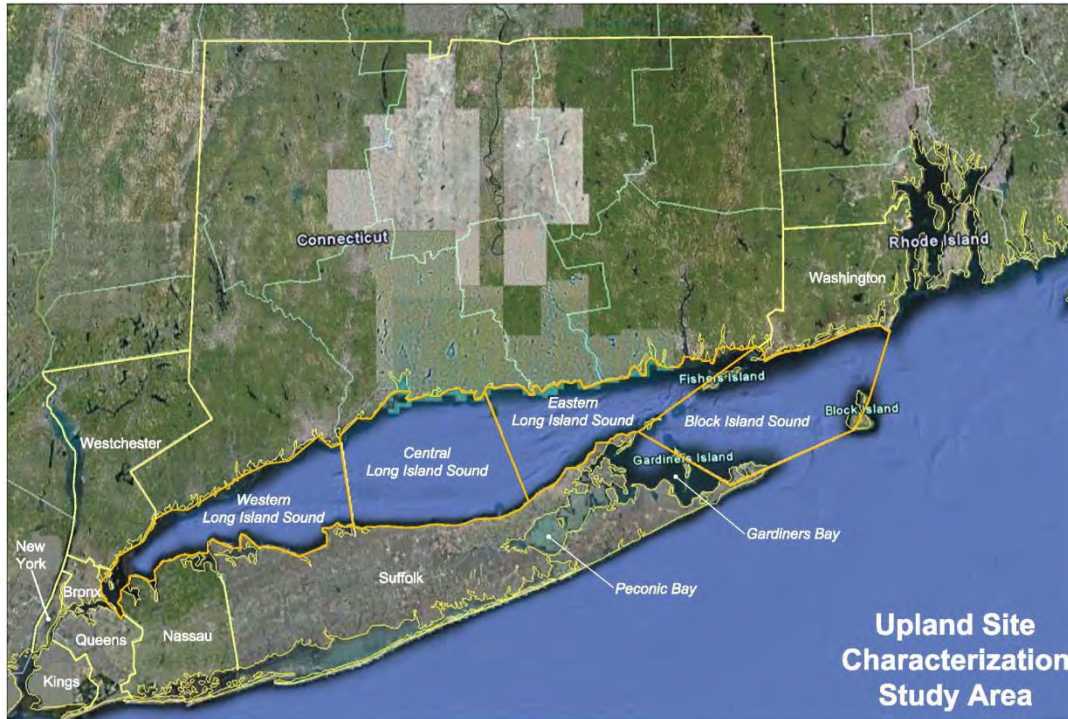 Connecticut
Rhode Island
Washington
Fishers Island
Eastern
Long Island Sound
Block Island
Block Island Sound
Westchester
Central
Long Island Sound
Gardiners Island
Western
Long Island Sound
Gardiners Bay
New
York
Bronx
Suffolk
Peconic Bay
Queens
Nassau
Kings
Upland Site
Characterization
Study Area